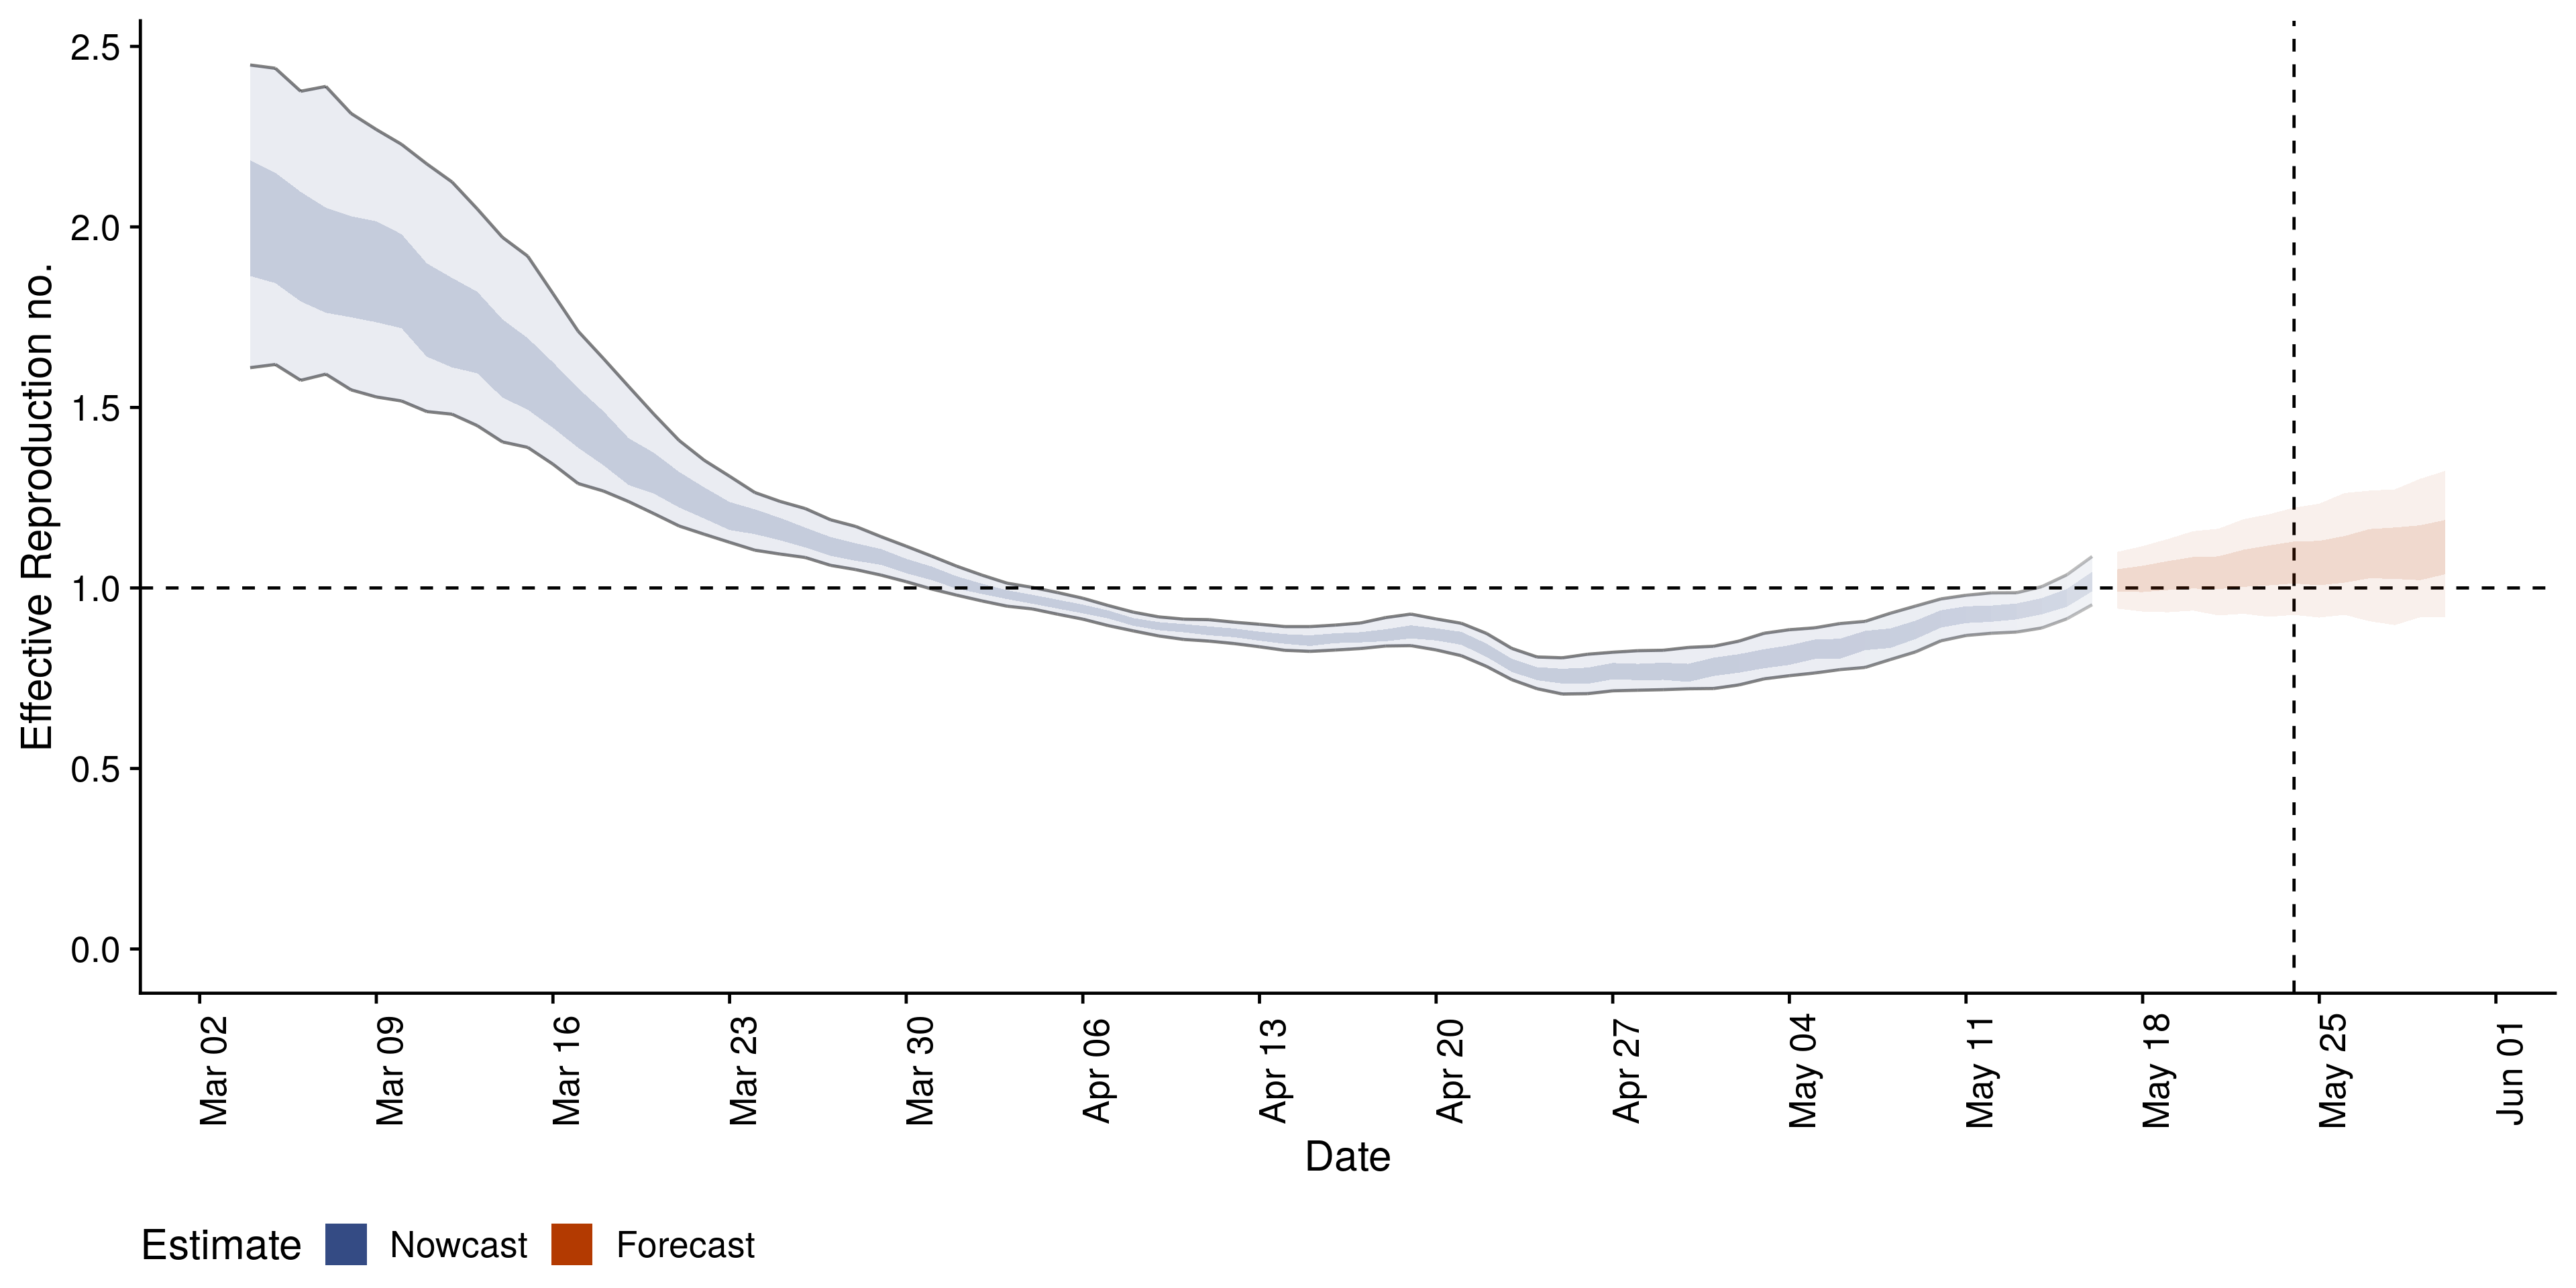 Effective Reproduction no.
2.5
2.0
1.5
1.0
0.5
0.0
Mar 02
Mar 09
Mar 16
Mar 23
Mar 30
Apr 06
Apr 13
Apr 20
Apr 27
May 04
May 11
May 18
May 25
Jun 01
Date
Estimate Nowcast Forecast